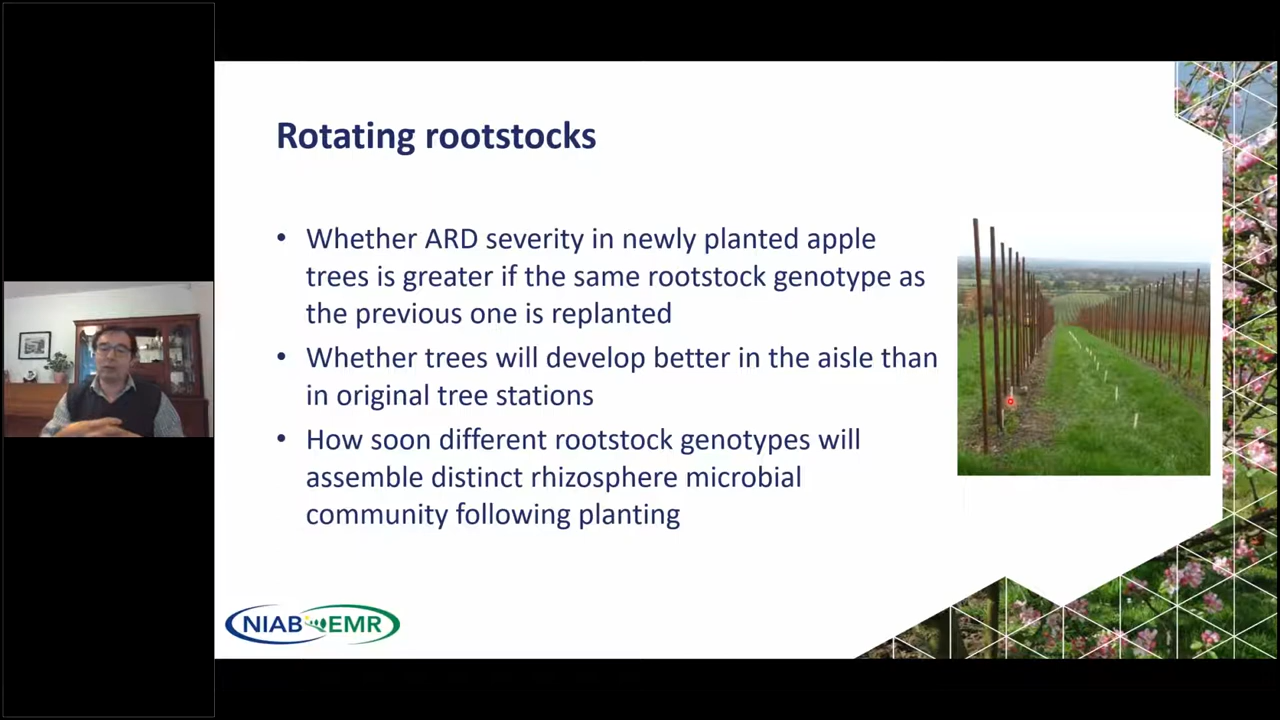 Rotating rootstocks
• Whether ARD severity in newly planted apple
trees is greater if the same rootstock genotype as
the previous one is replanted
• Whether trees will develop better in the aisle than
in original tree stations
• How soon different rootstock genotypes will
assemble distinct rhizosphere microbial
community following planting
NIAB EMR